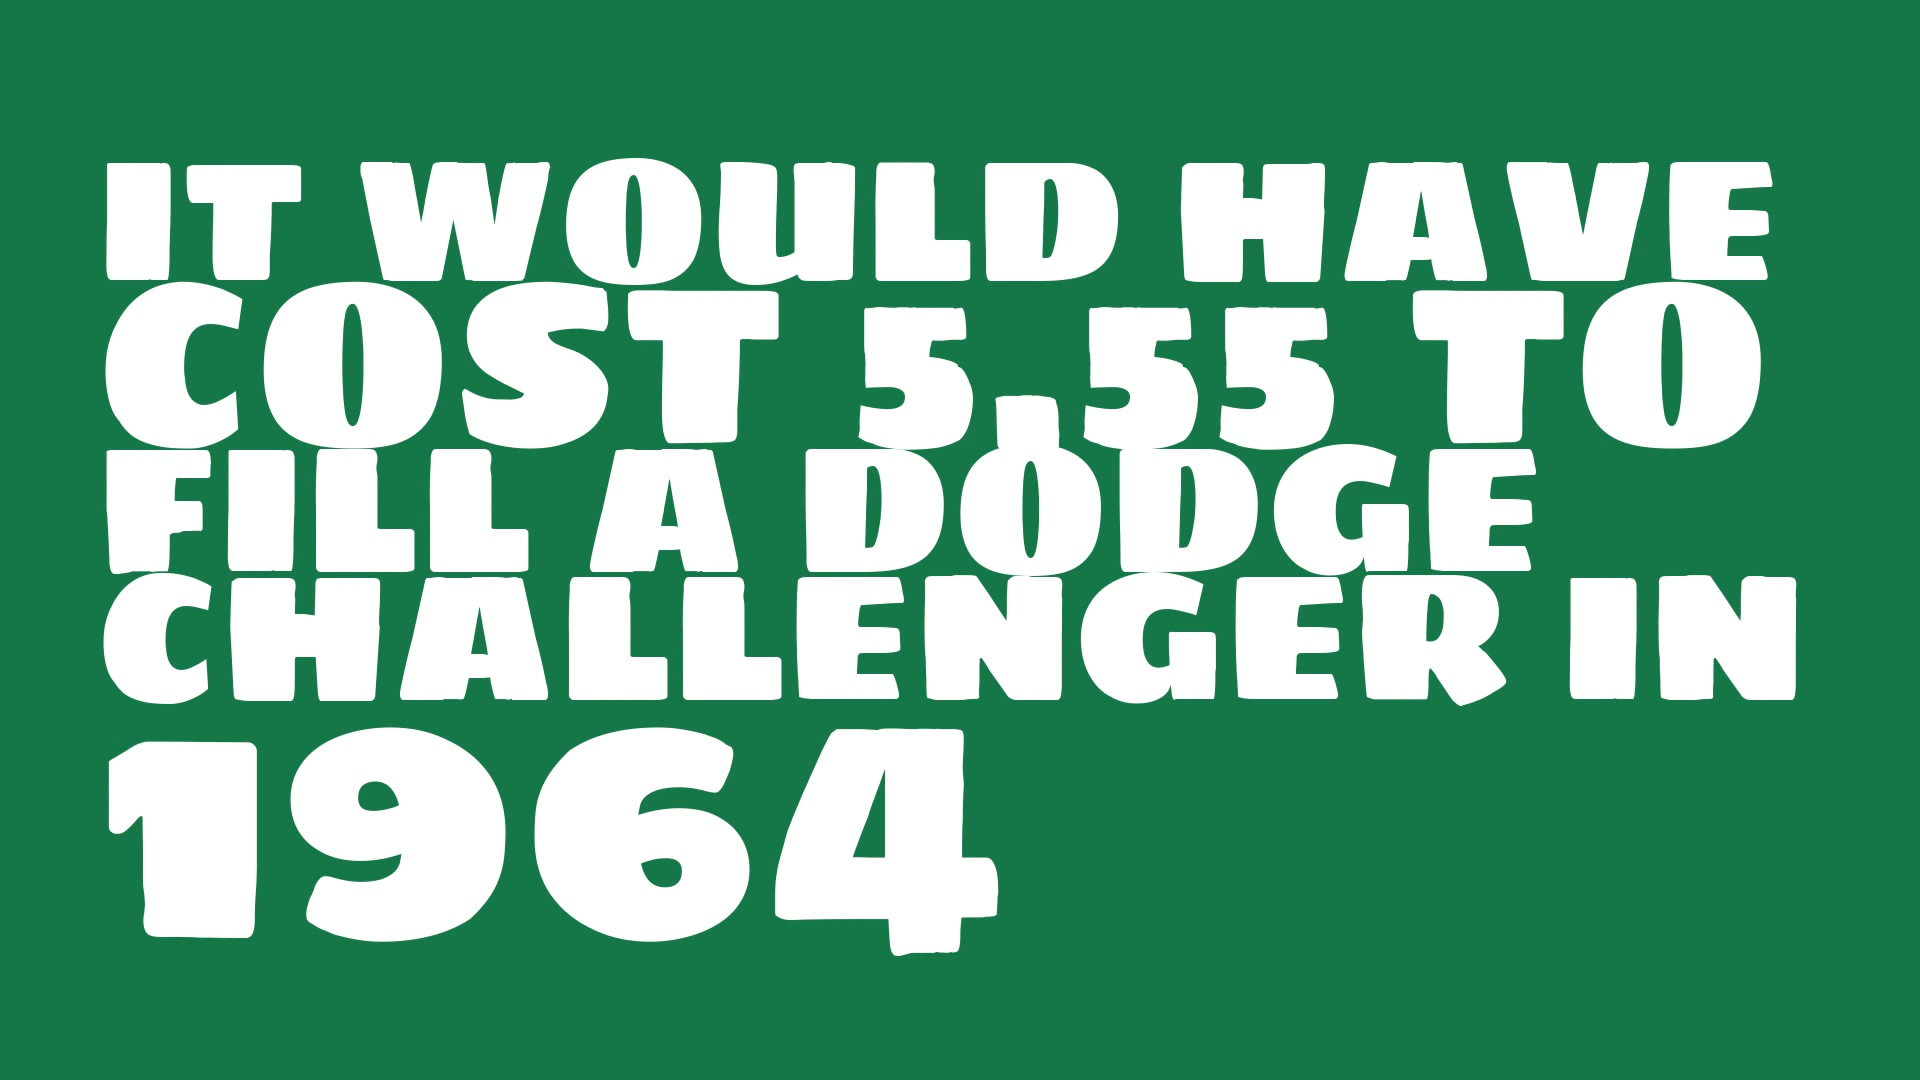 IT WOULD HAVE
COST 5,55 TO
FILL A DODGE
CHALLENGER IN
1964